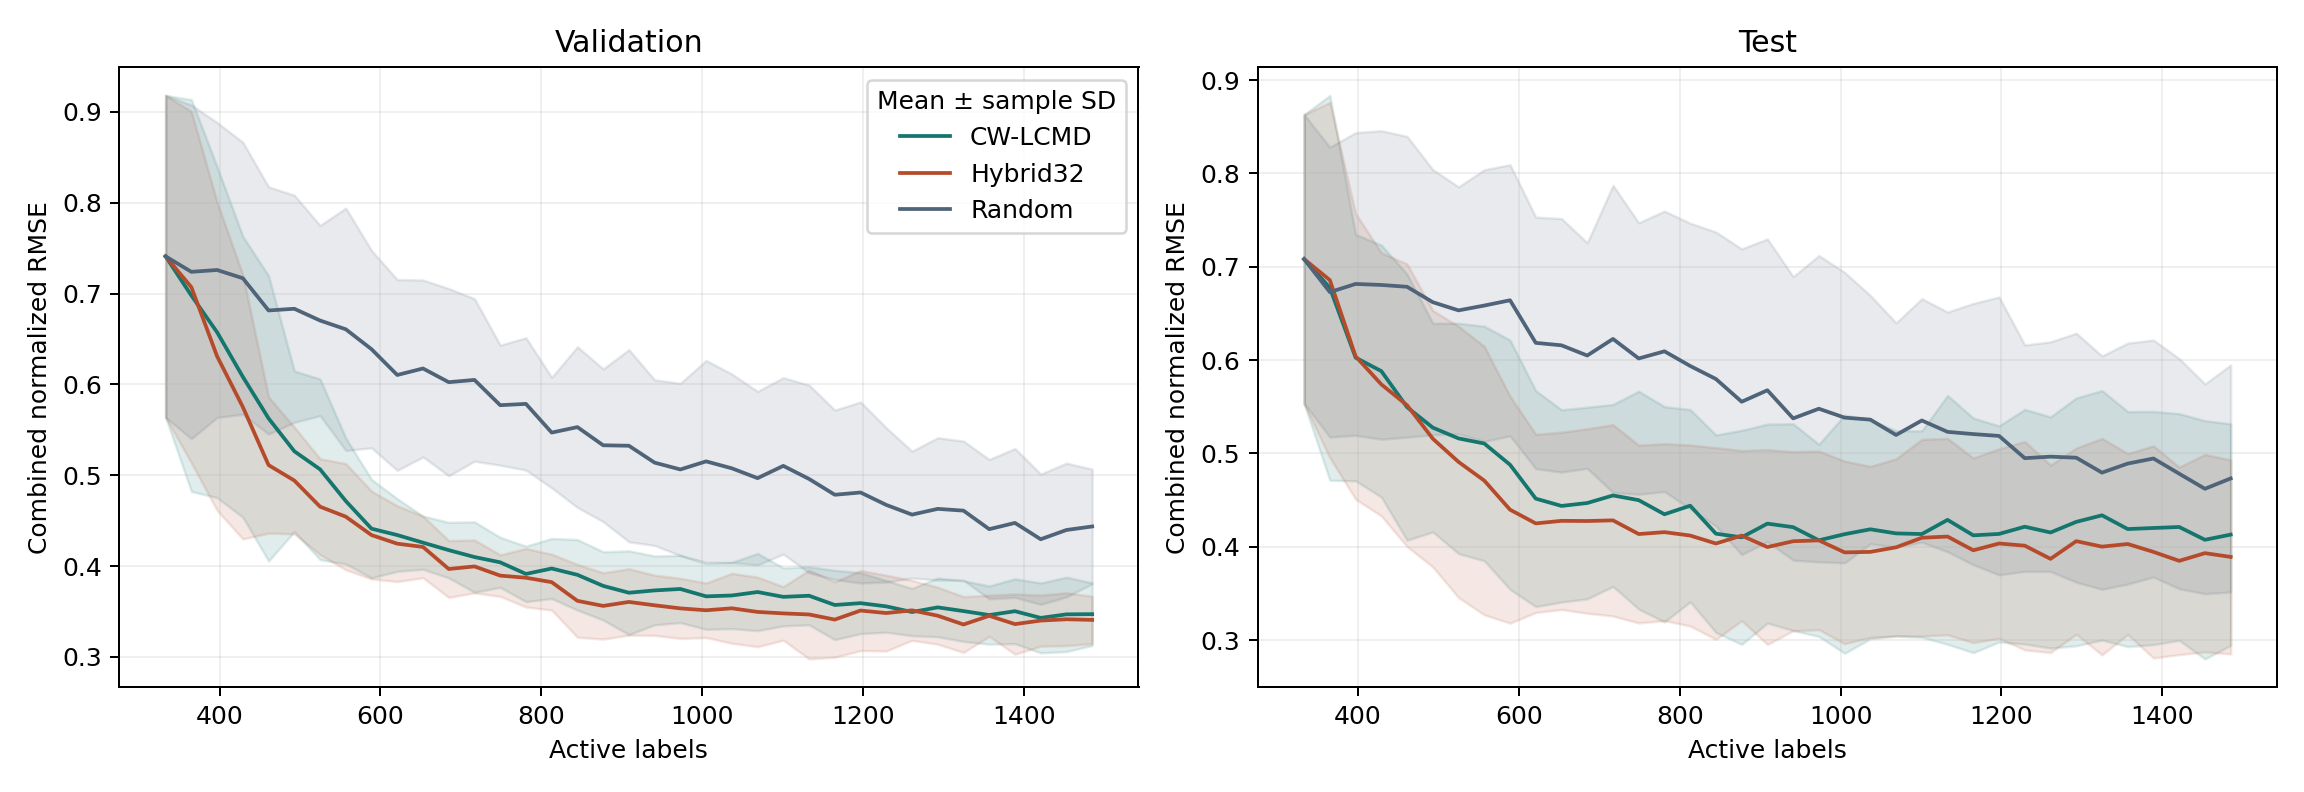 Validation
Combined normalized RMSE
0.9
0.8
0.7
0.6
0.5
0.4
0.3
Mean ± sample SD
CW-LCMD
Hybrid32
Random
400 600 800 1000 1200 1400
Active labels
Test
Combined normalized RMSE
0.9
0.8
0.7
0.6
0.5
0.4
0.3
400 600 800 1000 1200 1400
Active labels